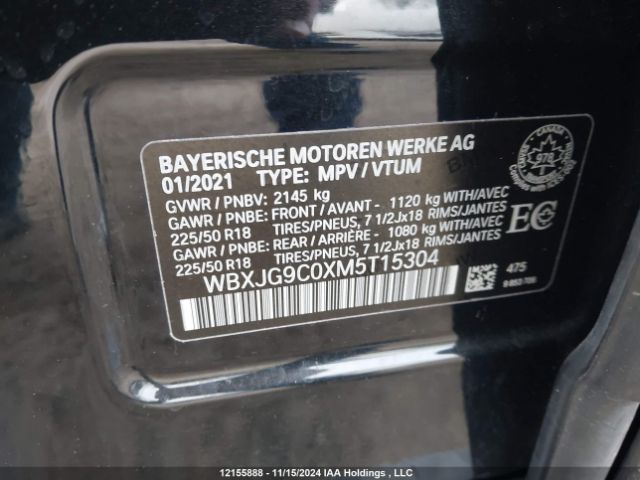 BAYERISCHE MOTOREN WERKE AG
01/2021 TYPE: MPV / VTUM
GVWR / PNBV: 2145 kg
GAWR / PNBE: FRONT / AVANT - 1120 kg WITH/AVEC
225/50 R18 TIRES/PNEUS, 7 1/2Jx18 RIMS/JANTES
GAWR / PNBE: REAR / ARRIÈRE - 1080 kg WITH/AVEC
225/50 R18 TIRES/PNEUS, 7 1/2Jx18 RIMS/JANTES
WBXJG9C0XM5T15304
CANADA
978
EC
475
12155888 - 11/15/2024 IAA Holdings , LLC